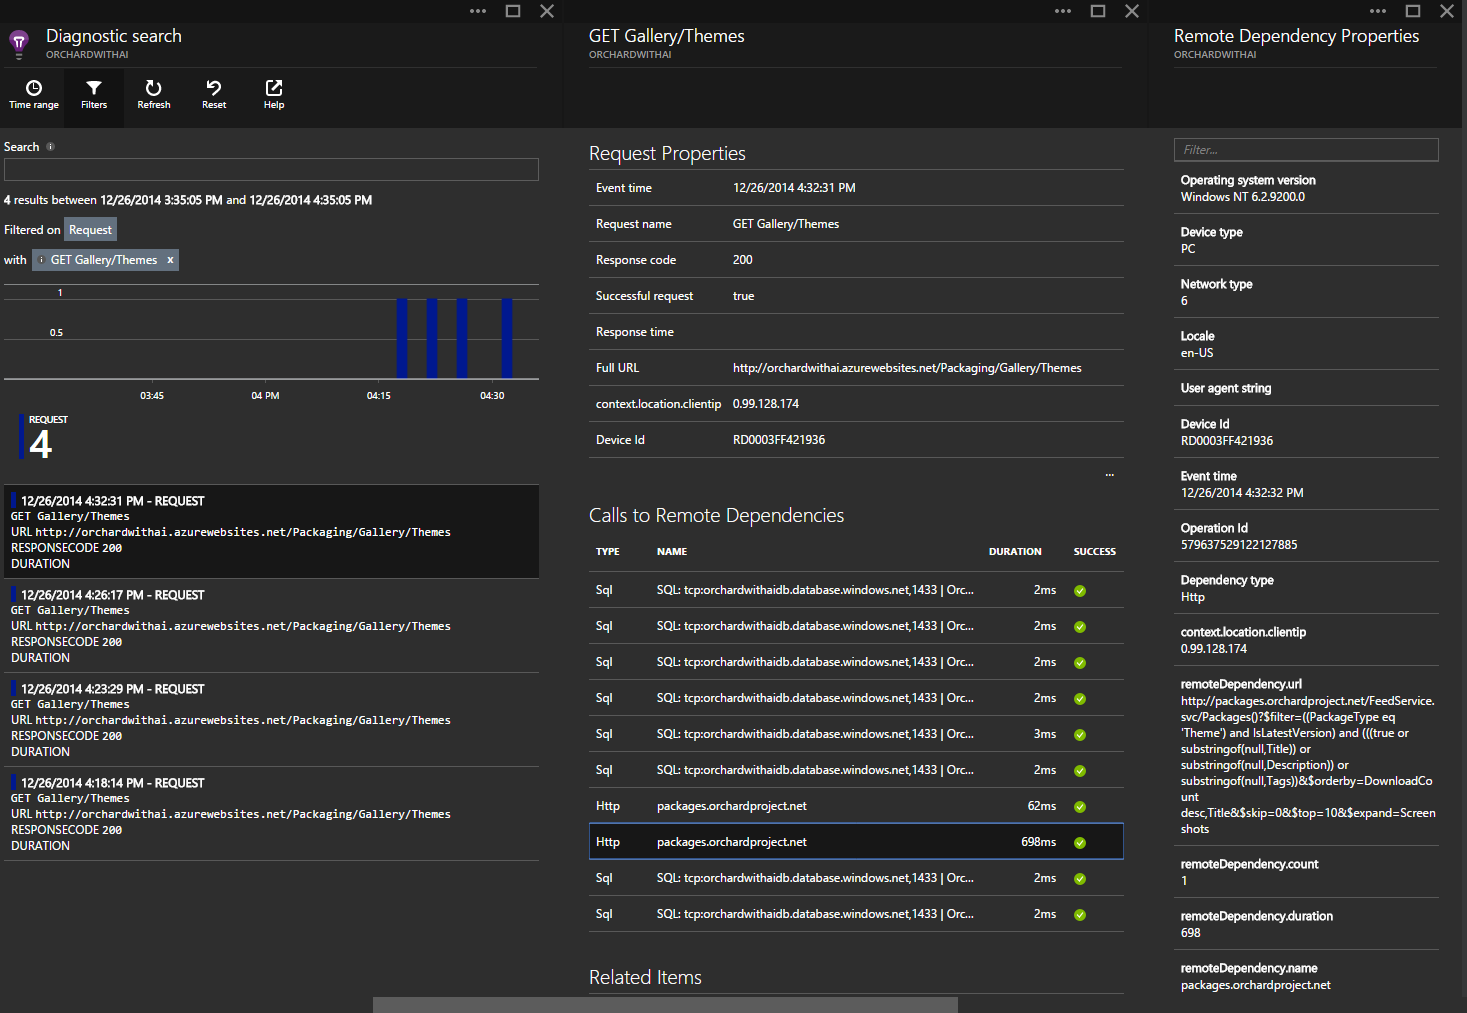 Diagnostic search
ORCHARDWITHAI
Time range
Filters
Refresh
Reset
Help
Search
4 results between 12/26/2014 3:35:05 PM and 12/26/2014 4:35:05 PM
Filtered on Request
with GET Gallery/Themes x
1
0.5
03:45 04 PM 04:15 04:30
REQUEST
4
12/26/2014 4:32:31 PM - REQUEST
GET Gallery/Themes
URL http://orchardwithai.azurewebsites.net/Packaging/Gallery/Themes
RESPONSECODE 200
DURATION
12/26/2014 4:26:17 PM - REQUEST
GET Gallery/Themes
URL http://orchardwithai.azurewebsites.net/Packaging/Gallery/Themes
RESPONSECODE 200
DURATION
12/26/2014 4:23:29 PM - REQUEST
GET Gallery/Themes
URL http://orchardwithai.azurewebsites.net/Packaging/Gallery/Themes
RESPONSECODE 200
DURATION
12/26/2014 4:18:14 PM - REQUEST
GET Gallery/Themes
URL http://orchardwithai.azurewebsites.net/Packaging/Gallery/Themes
RESPONSECODE 200
DURATION
GET Gallery/Themes
ORCHARDWITHAI
Request Properties
Event time 12/26/2014 4:32:31 PM
Request name GET Gallery/Themes
Response code 200
Successful request true
Response time
Full URL http://orchardwithai.azurewebsites.net/Packaging/Gallery/Themes
context.location.clientip 0.99.128.174
Device Id RD0003FF421936
...
Calls to Remote Dependencies
TYPE NAME DURATION SUCCESS
Sql SQL: tcp:orchardwithaidb.database.windows.net,1433 | Orc... 2ms
Sql SQL: tcp:orchardwithaidb.database.windows.net,1433 | Orc... 2ms
Sql SQL: tcp:orchardwithaidb.database.windows.net,1433 | Orc... 2ms
Sql SQL: tcp:orchardwithaidb.database.windows.net,1433 | Orc... 2ms
Sql SQL: tcp:orchardwithaidb.database.windows.net,1433 | Orc... 3ms
Sql SQL: tcp:orchardwithaidb.database.windows.net,1433 | Orc... 2ms
Http packages.orchardproject.net 62ms
Http packages.orchardproject.net 698ms
Sql SQL: tcp:orchardwithaidb.database.windows.net,1433 | Orc... 2ms
Sql SQL: tcp:orchardwithaidb.database.windows.net,1433 | Orc... 2ms
Related Items
Remote Dependency Properties
ORCHARDWITHAI
Filter...
Operating system version
Windows NT 6.2.9200.0
Device type
PC
Network type
6
Locale
en-US
User agent string
Device Id
RD0003FF421936
Event time
12/26/2014 4:32:32 PM
Operation Id
579637529122127885
Dependency type
Http
context.location.clientip
0.99.128.174
remoteDependency.url
http://packages.orchardproject.net/FeedService.
svc/Packages()?$filter=((PackageType eq
'Theme') and IsLatestVersion) and (((true or
substringof(null,Title)) or
substringof(null,Description)) or
substringof(null,Tags))&$orderby=DownloadCo
unt
desc,Title&$skip=0&$top=10&$expand=Screen
shots
remoteDependency.count
1
remoteDependency.duration
698
remoteDependency.name
packages.orchardproject.net